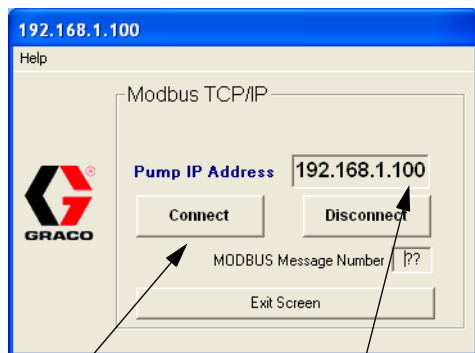 192.168.1.100
Help
Modbus TCP/IP
Pump IP Address 192.168.1.100
Connect Disconnect
GRACO
MODBUS Message Number ??
Exit Screen